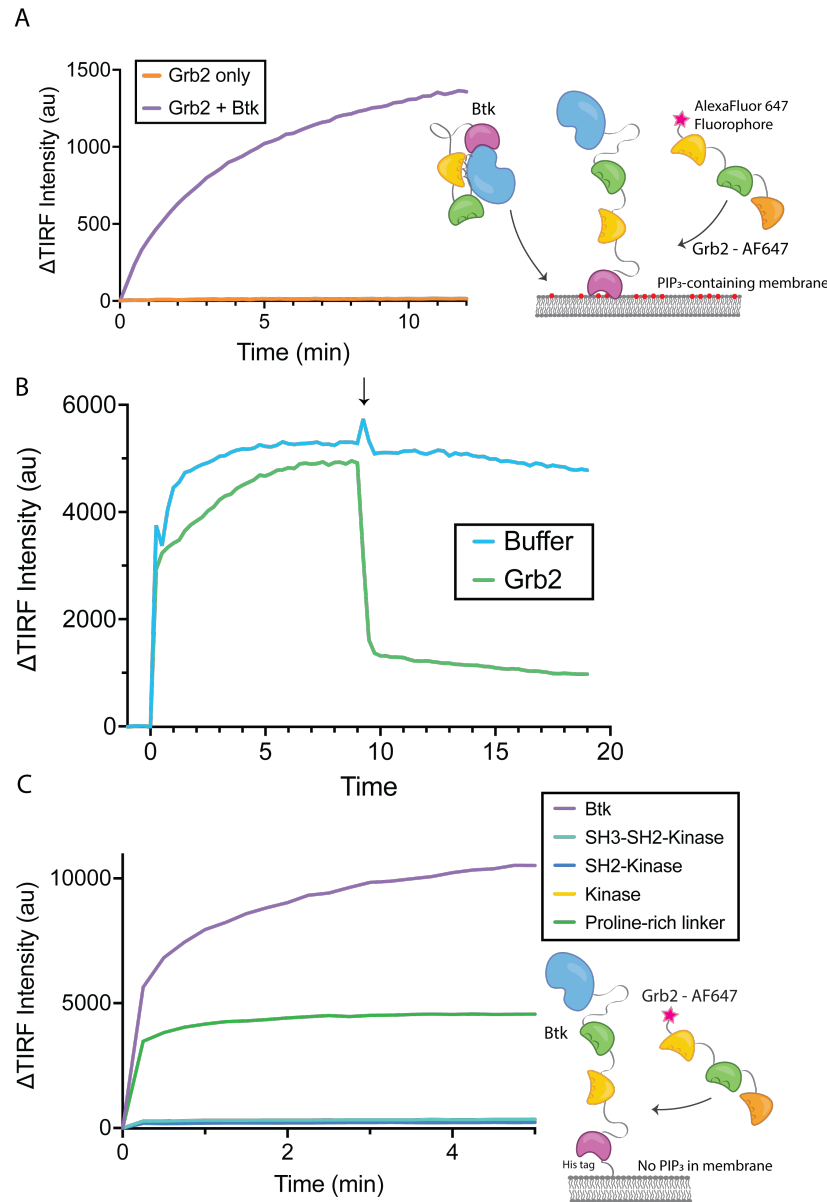 A
Grb2 only
Grb2 + Btk
1500
1000
500
0
ΔTIRF Intensity (au)
0
5
10
Time (min)
Btk
AlexaFluor 647
Fluorophore
Grb2 - AF647
PIP₃-containing membrane
B
6000
4000
2000
0
ΔTIRF Intensity (au)
Buffer
Grb2
0
5
10
15
20
Time
C
Btk
SH3-SH2-Kinase
SH2-Kinase
Kinase
Proline-rich linker
10000
5000
0
ΔTIRF Intensity (au)
0
2
4
Time (min)
Grb2 - AF647
Btk
His tag
No PIP₃ in membrane